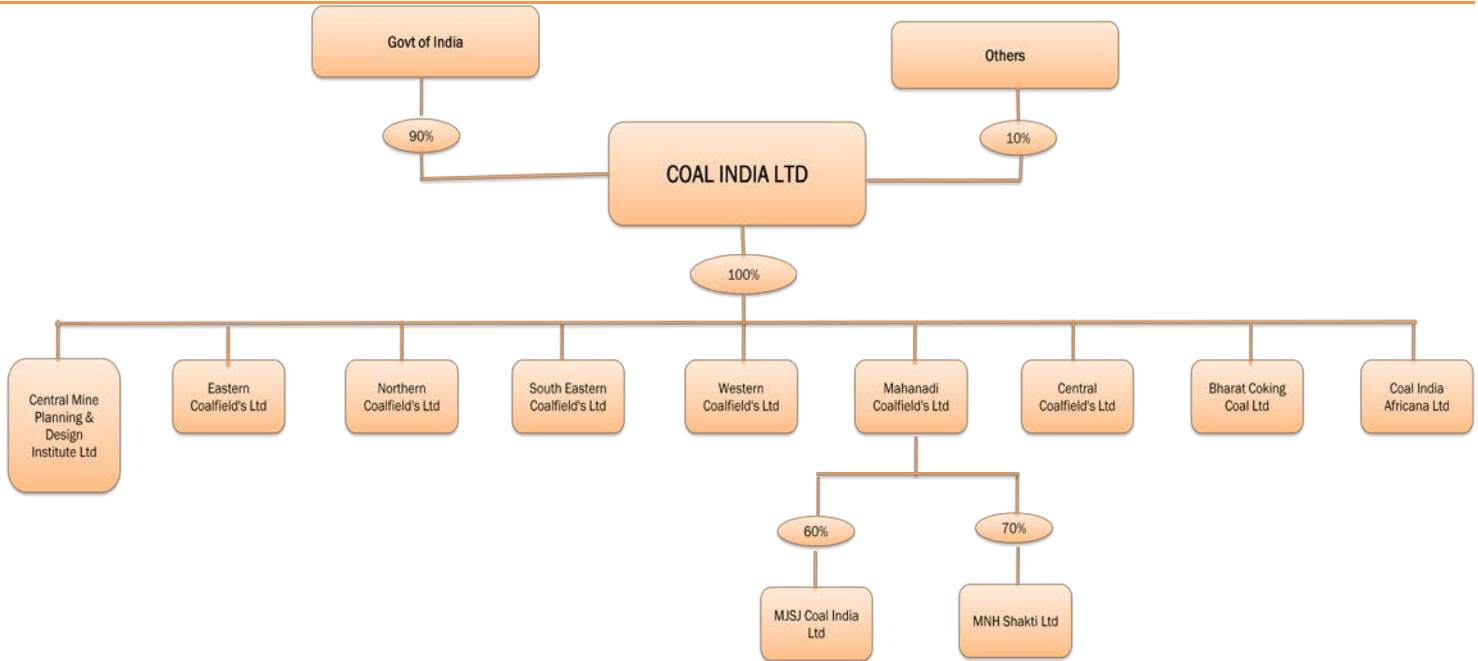 Govt of India
Others
90%
10%
COAL INDIA LTD
100%
Central Mine
Planning &
Design
Institute Ltd
Eastern
Coalfield's Ltd
Northern
Coalfield's Ltd
South Eastern
Coalfield's Ltd
Western
Coalfield's Ltd
Mahanadi
Coalfield's Ltd
Central
Coalfield's Ltd
Bharat Coking
Coal Ltd
Coal India
Africana Ltd
60%
70%
MJSJ Coal India
Ltd
MNH Shakti Ltd